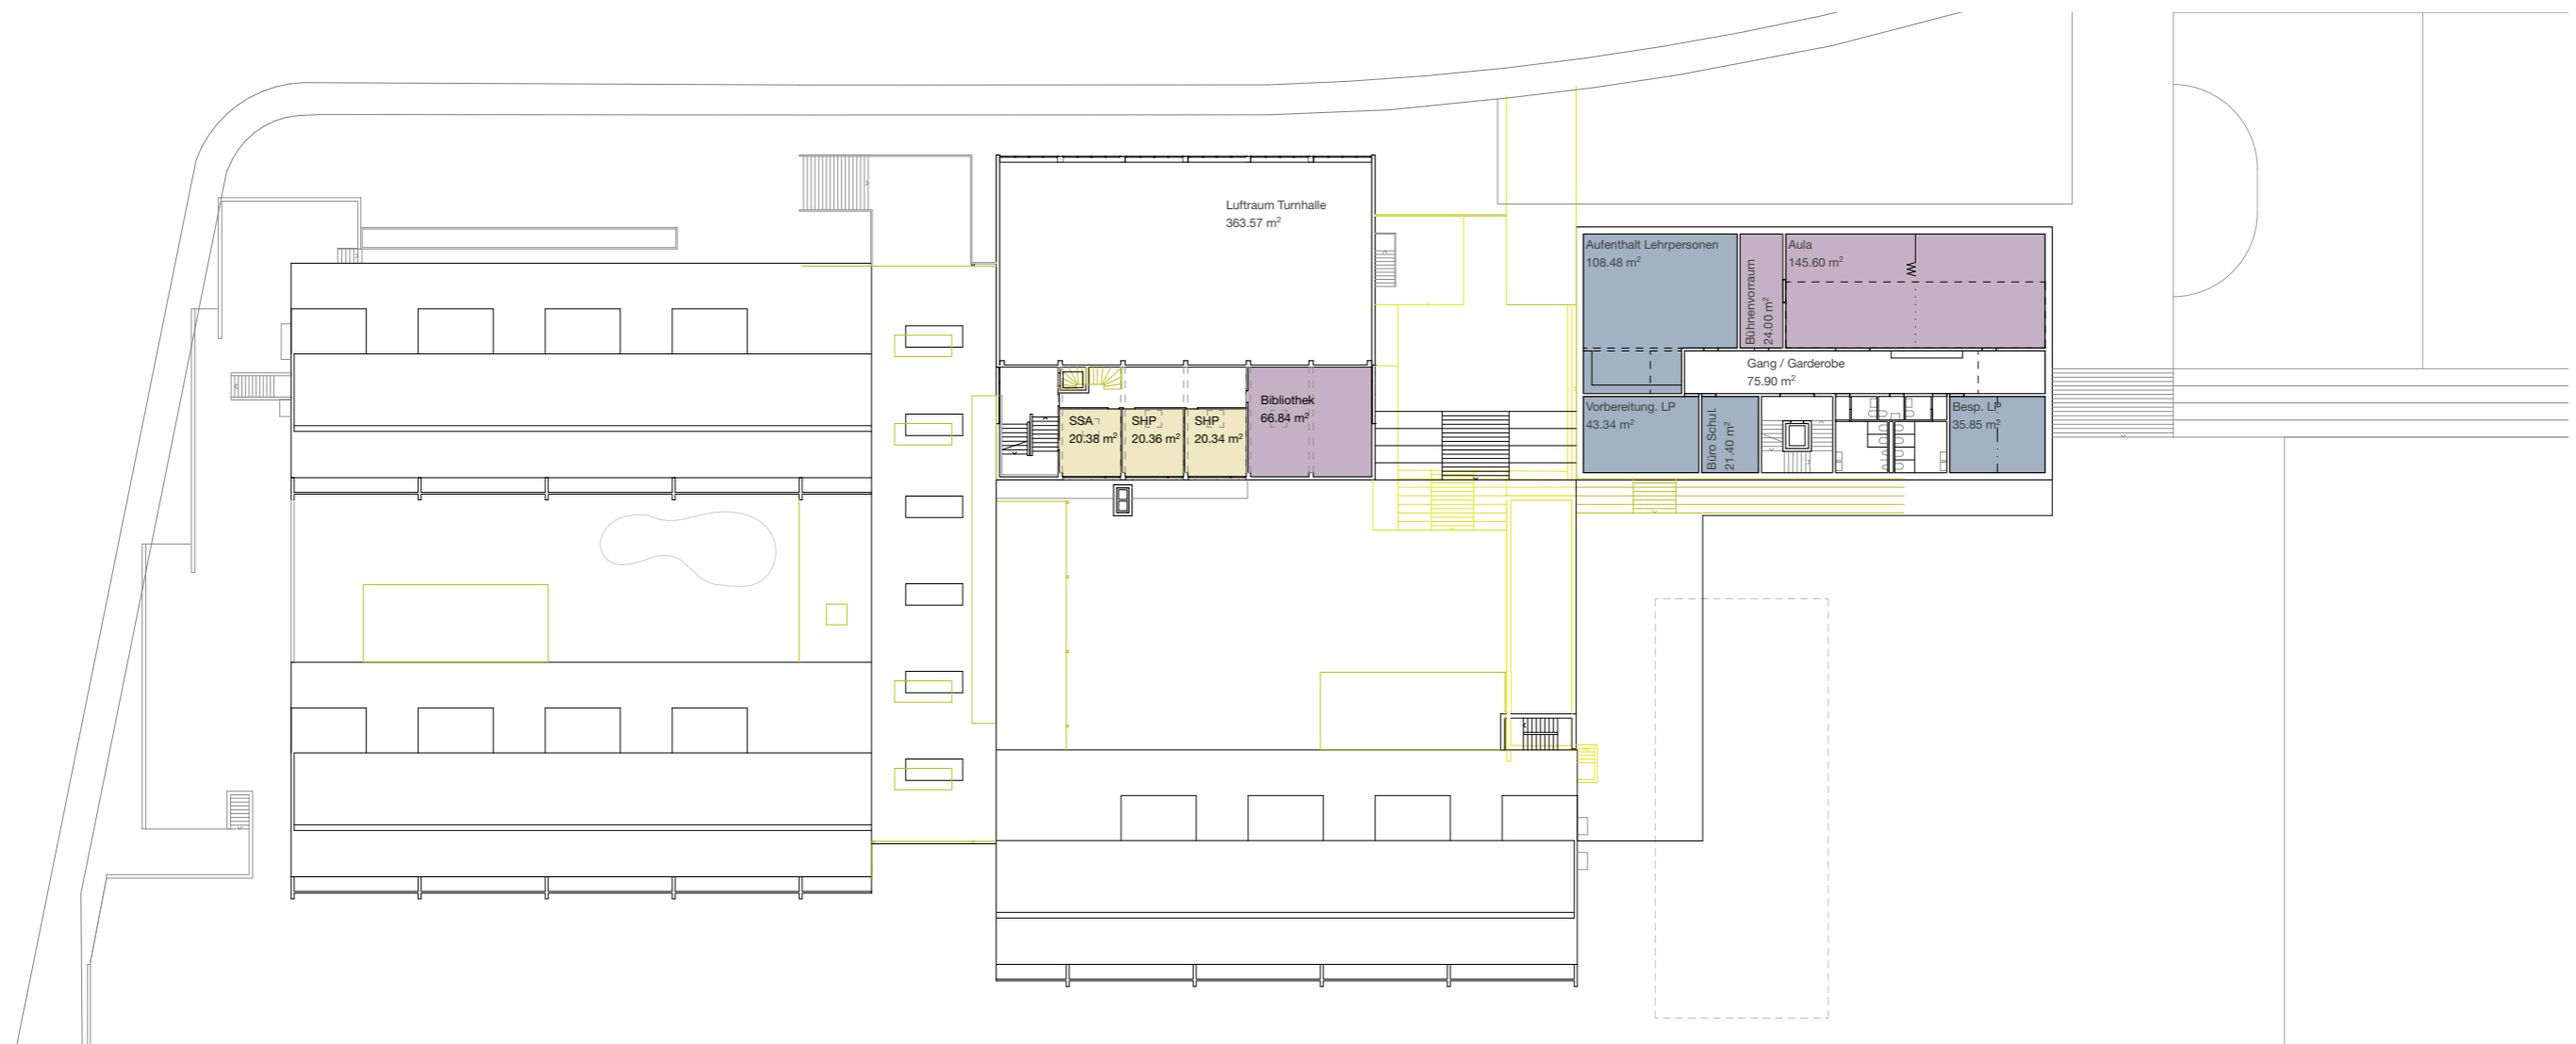 Luftraum Turnhalle
363.57 m²
Aufenthalt Lehrpersonen
108.48 m²
Bühnenvorraum
24.00 m²
Aula
145.60 m²
Gang / Garderobe
75.90 m²
Bibliothek
66.84 m²
SSA
20.38 m²
SHP
20.36 m²
SHP
20.34 m²
Vorbereitung. LP
43.34 m²
Büro Schul.
21.40 m²
Besp. LP
35.85 m²